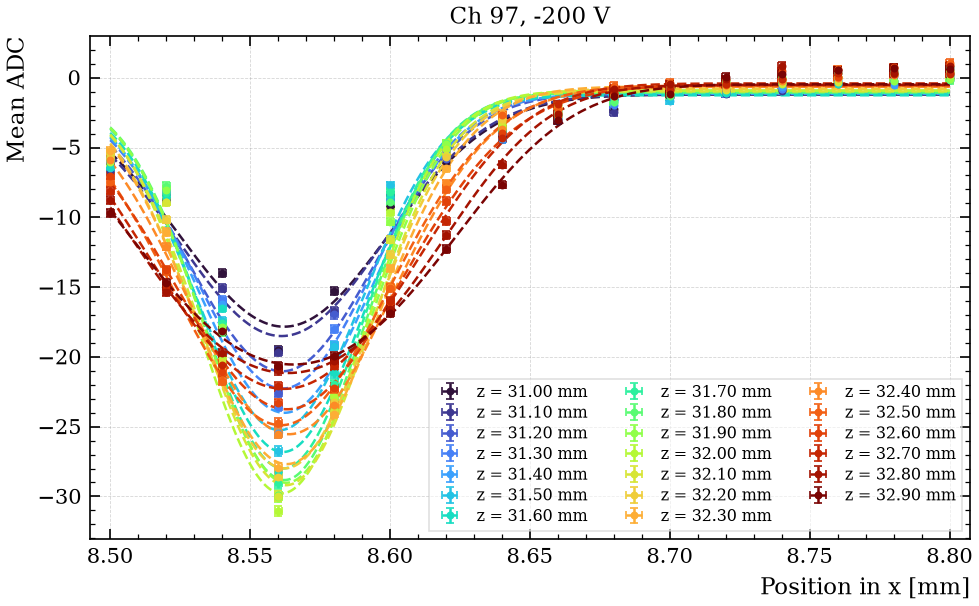 Ch 97, -200 V
Mean ADC
0
−5
−10
−15
−20
−25
−30
z = 31.00 mm
z = 31.10 mm
z = 31.20 mm
z = 31.30 mm
z = 31.40 mm
z = 31.50 mm
z = 31.60 mm
z = 31.70 mm
z = 31.80 mm
z = 31.90 mm
z = 32.00 mm
z = 32.10 mm
z = 32.20 mm
z = 32.30 mm
z = 32.40 mm
z = 32.50 mm
z = 32.60 mm
z = 32.70 mm
z = 32.80 mm
z = 32.90 mm
8.50 8.55 8.60 8.65 8.70 8.75 8.80
Position in x [mm]